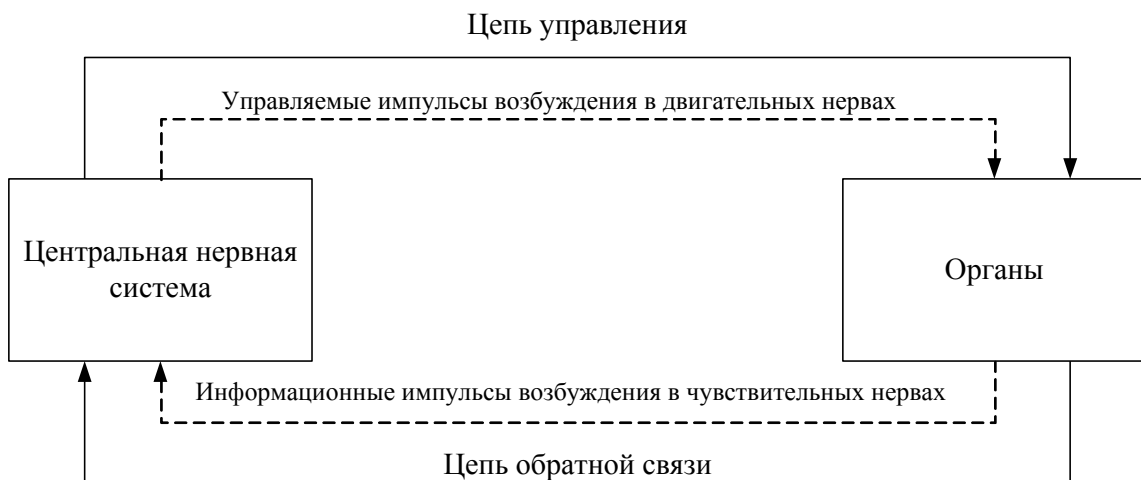 Цепь управления
Управляемые импульсы возбуждения в двигательных нервах
Центральная нервная
система
Органы
Информационные импульсы возбуждения в чувствительных нервах
Цепь обратной связи